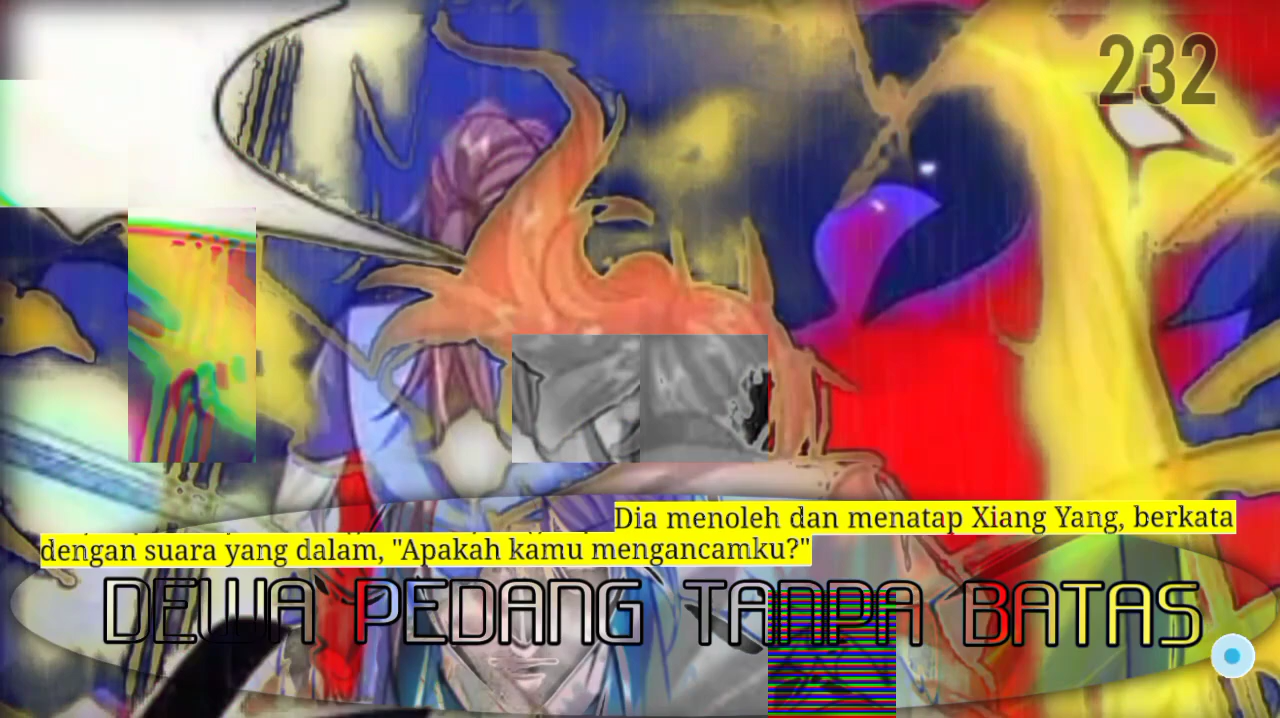 232
Dia menoleh dan menatap Xiang Yang, berkata
dengan suara yang dalam, "Apakah kamu mengancamku?"
DEWA PEDANG TANPA BATAS